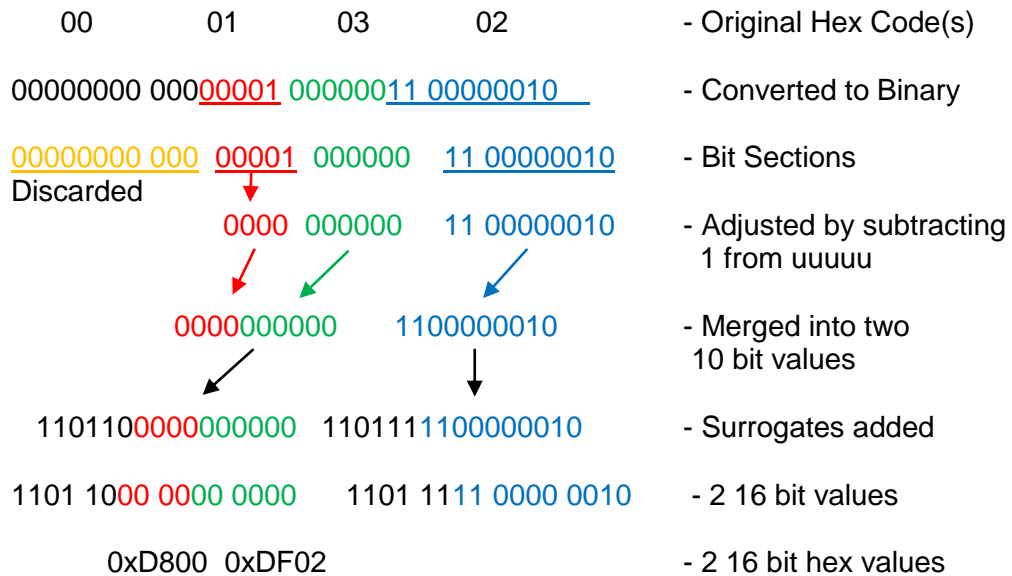 00 01 03 02 - Original Hex Code(s)
00000000 00000001 00000011 00000010 - Converted to Binary
00000000 000 00001 000000 11 00000010 - Bit Sections
Discarded
0000 000000 11 00000010 - Adjusted by subtracting
1 from uuuuu
0000000000 1100000010 - Merged into two
10 bit values
1101100000000000 1101111100000010 - Surrogates added
1101 1000 0000 0000 1101 1111 0000 0010 - 2 16 bit values
0xD800 0xDF02 - 2 16 bit hex values